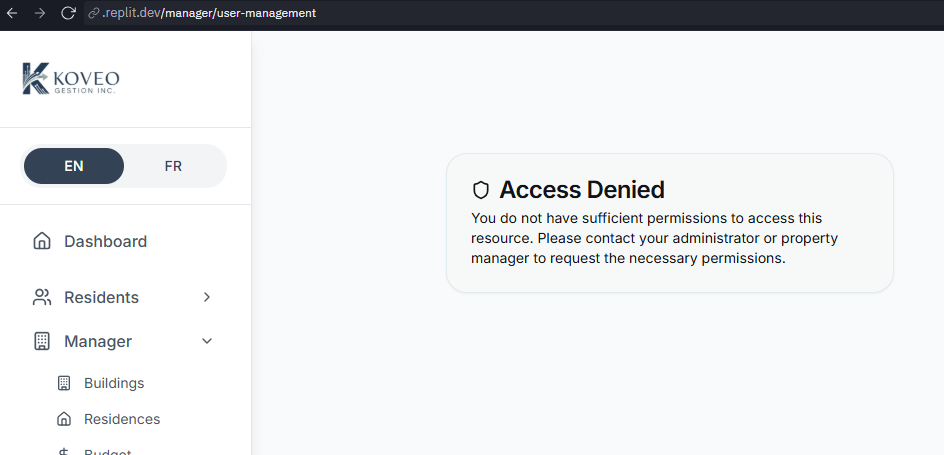 .replit.dev/manager/user-management
KOVEO
GESTION INC.
EN
FR
Dashboard
Residents
Manager
Buildings
Residences
Budget
Access Denied
You do not have sufficient permissions to access this
resource. Please contact your administrator or property
manager to request the necessary permissions.